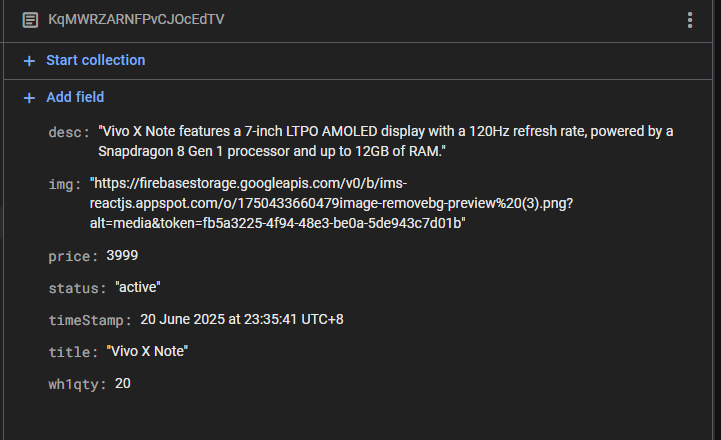 KqMWRZARNFPvCJOcEdTV
Start collection
Add field
desc: "Vivo X Note features a 7-inch LTPO AMOLED display with a 120Hz refresh rate, powered by a
Snapdragon 8 Gen 1 processor and up to 12GB of RAM."
img: "https://firebasestorage.googleapis.com/v0/b/ims-
reactjs.appspot.com/o/1750433660479image-removebg-preview%20(3).png?
alt=media&token=fb5a3225-4f94-48e3-be0a-5de943c7d01b"
price: 3999
status: "active"
timeStamp: 20 June 2025 at 23:35:41 UTC+8
title: "Vivo X Note"
wh1qty: 20